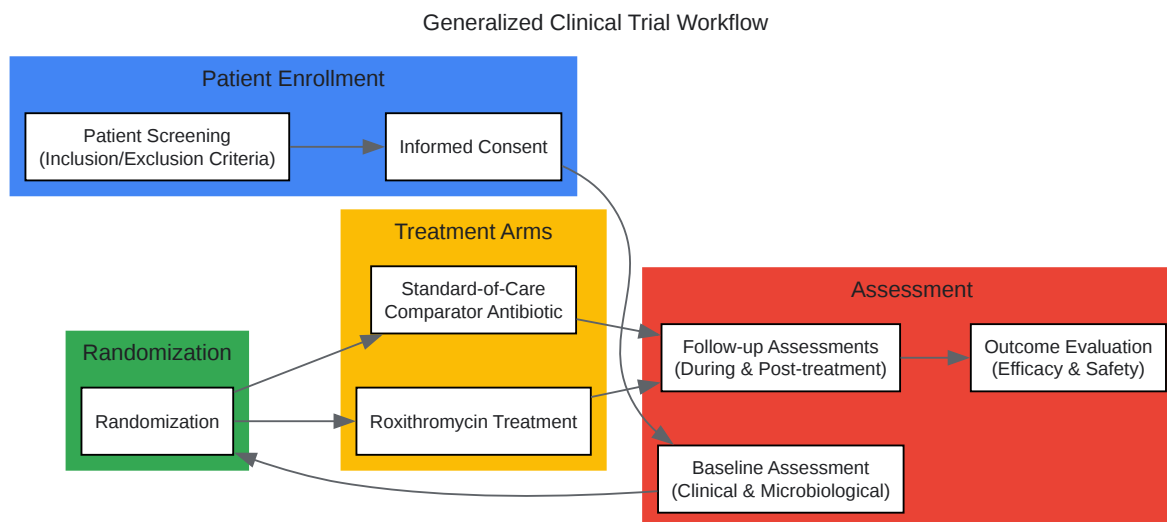 Generalized Clinical Trial Workflow
Patient Enrollment
Patient Screening
(Inclusion/Exclusion Criteria)
Informed Consent
Treatment Arms
Standard-of-Care
Comparator Antibiotic
Roxithromycin Treatment
Randomization
Randomization
Assessment
Follow-up Assessments
(During & Post-treatment)
Outcome Evaluation
(Efficacy & Safety)
Baseline Assessment
(Clinical & Microbiological)